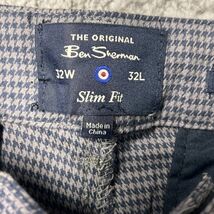 THE ORIGINAL
Ben Sherman
32W 32L
Slim Fit
Made in
China